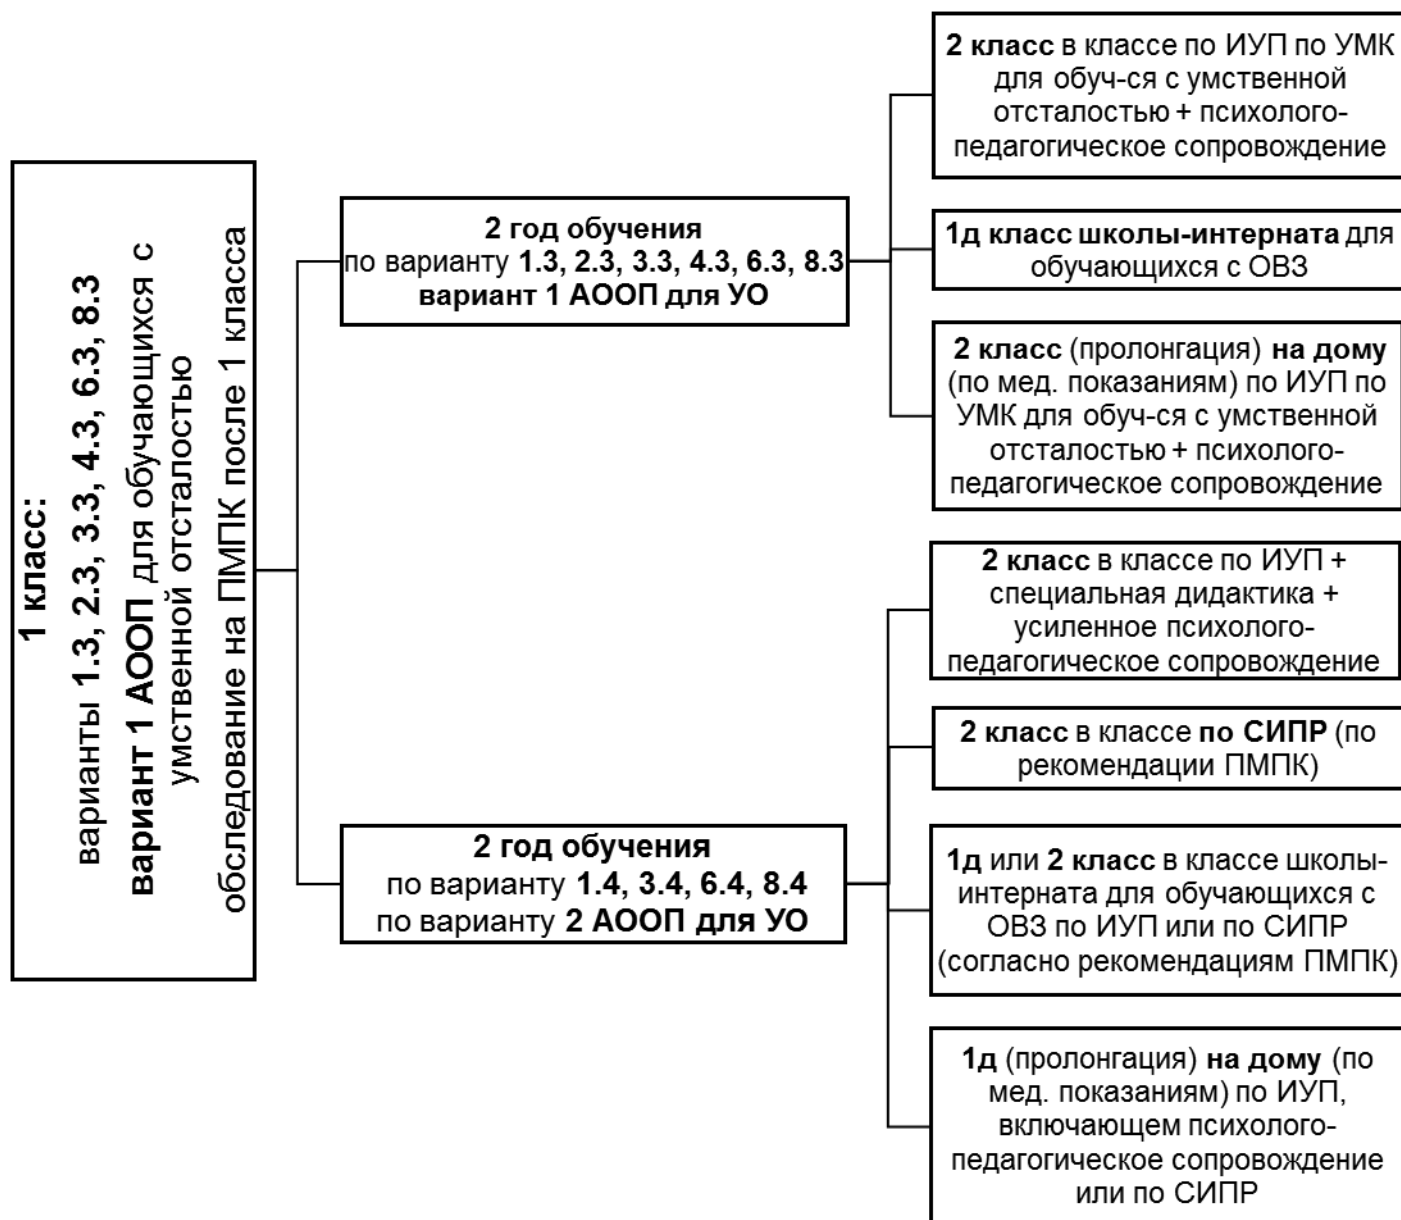 1 класс:
варианты 1.3, 2.3, 3.3, 4.3, 6.3, 8.3
вариант 1 АООП для обучающихся с
умственной отсталостью
обследование на ПМПК после 1 класса
2 год обучения
по варианту 1.3, 2.3, 3.3, 4.3, 6.3, 8.3
вариант 1 АООП для УО
2 класс в классе по ИУП по УМК
для обуч-ся с умственной
отсталостью + психолого-
педагогическое сопровождение
1д класс школы-интерната для
обучающихся с ОВЗ
2 класс (пролонгация) на дому
(по мед. показаниям) по ИУП по
УМК для обуч-ся с умственной
отсталостью + психолого-
педагогическое сопровождение
2 год обучения
по варианту 1.4, 3.4, 6.4, 8.4
по варианту 2 АООП для УО
2 класс в классе по ИУП +
специальная дидактика +
усиленное психолого-
педагогическое сопровождение
2 класс в классе по СИПР (по
рекомендации ПМПК)
1д или 2 класс в классе школы-
интерната для обучающихся с
ОВЗ по ИУП или по СИПР
(согласно рекомендациям ПМПК)
1д (пролонгация) на дому (по
мед. показаниям) по ИУП,
включающем психолого-
педагогическое сопровождение
или по СИПР